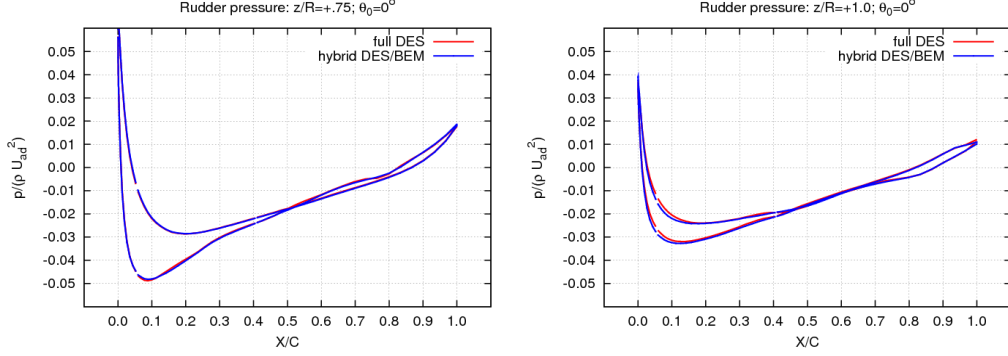 Rudder pressure: z/R=+.75; θ₀=0°
full DES
hybrid DES/BEM
0.05
0.04
0.03
0.02
0.01
0.00
-0.01
-0.02
-0.03
-0.04
-0.05
p/(ρ U_ad²)
0.0 0.1 0.2 0.3 0.4 0.5 0.6 0.7 0.8 0.9 1.0
X/C
Rudder pressure: z/R=+1.0; θ₀=0°
full DES
hybrid DES/BEM
0.05
0.04
0.03
0.02
0.01
0.00
-0.01
-0.02
-0.03
-0.04
-0.05
p/(ρ U_ad²)
0.0 0.1 0.2 0.3 0.4 0.5 0.6 0.7 0.8 0.9 1.0
X/C